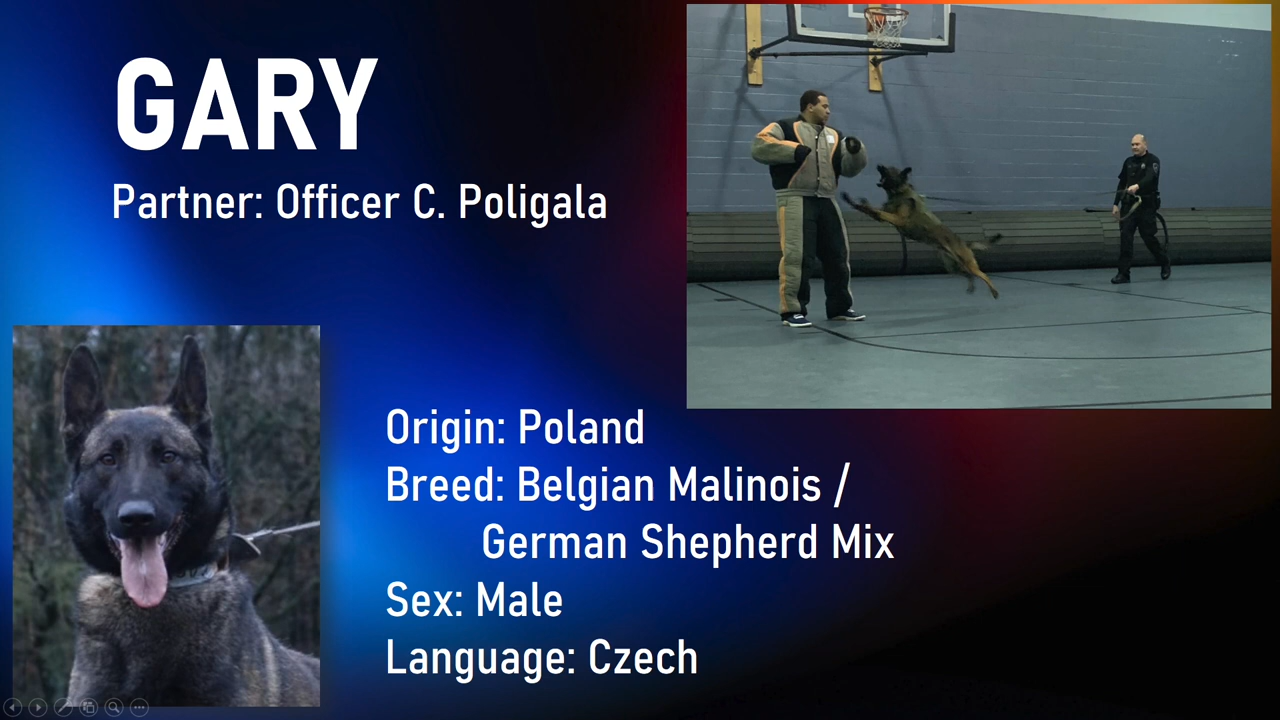 GARY
Partner: Officer C. Poligala
Origin: Poland
Breed: Belgian Malinois /
German Shepherd Mix
Sex: Male
Language: Czech